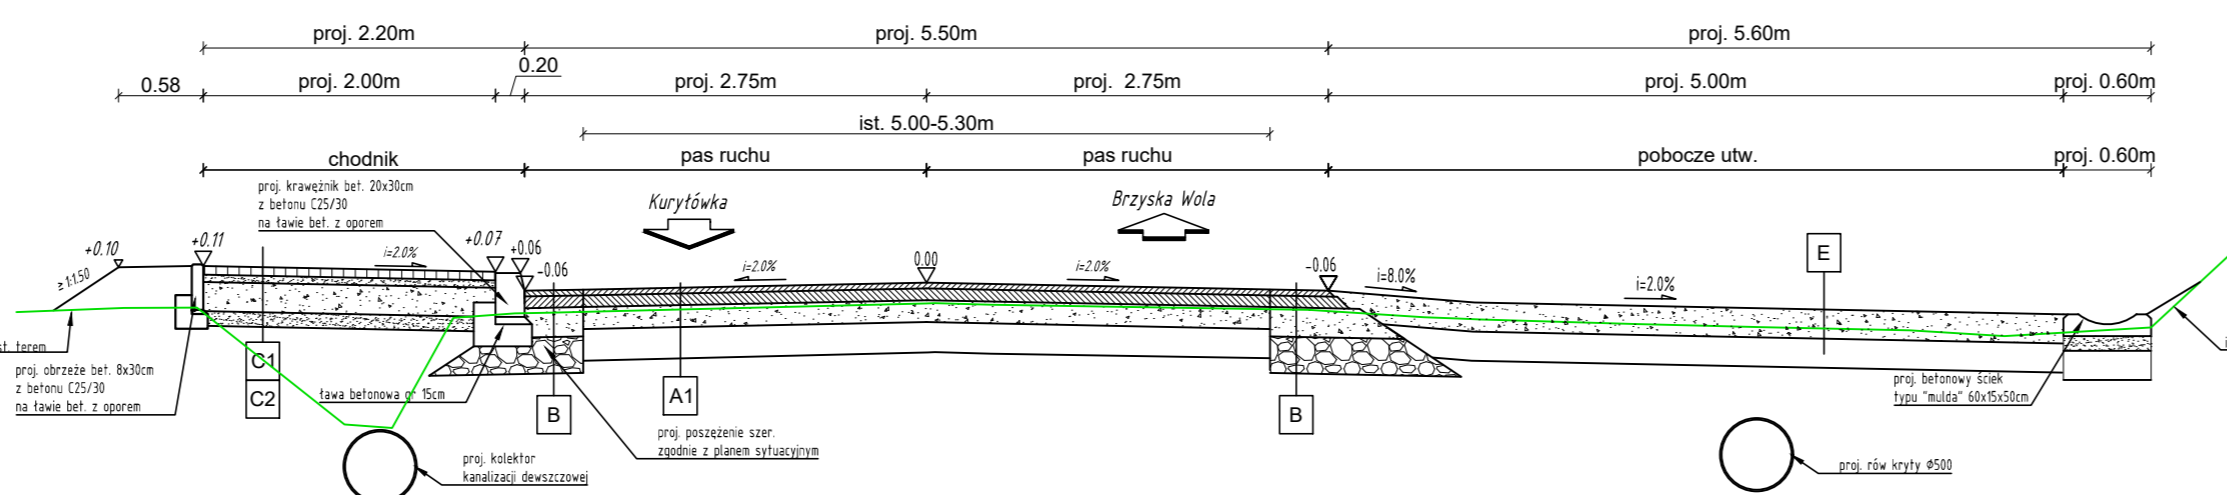 proj. 2.20m
proj. 5.50m
proj. 5.60m
0.58
proj. 2.00m
0.20
proj. 2.75m
proj. 2.75m
proj. 5.00m
proj. 0.60m
ist. 5.00-5.30m
chodnik
pas ruchu
pas ruchu
pobocze utw.
proj. 0.60m
proj. krawężnik bet. 20x30cm
z betonu C25/30
na ławie bet. z oporem
Kuryłówka
Brzyska Wola
+0.10
+0.11
i=2.0%
+0.07
+0.06
-0.06
i=2.0%
0.00
i=2.0%
-0.06
i=8.0%
i=2.0%
E
≥ 1:1.50
st. terem
proj. obrzeże bet. 8x30cm
z betonu C25/30
na ławie bet. z oporem
C1
C2
ława betonowa gr 15cm
B
A1
B
proj. poszężenie szer.
zgodnie z planem sytuacyjnym
proj. betonowy ściek
typu "mulda" 60x15x50cm
proj. kolektor
kanalizacji dewszczowej
proj. rów kryty Φ500